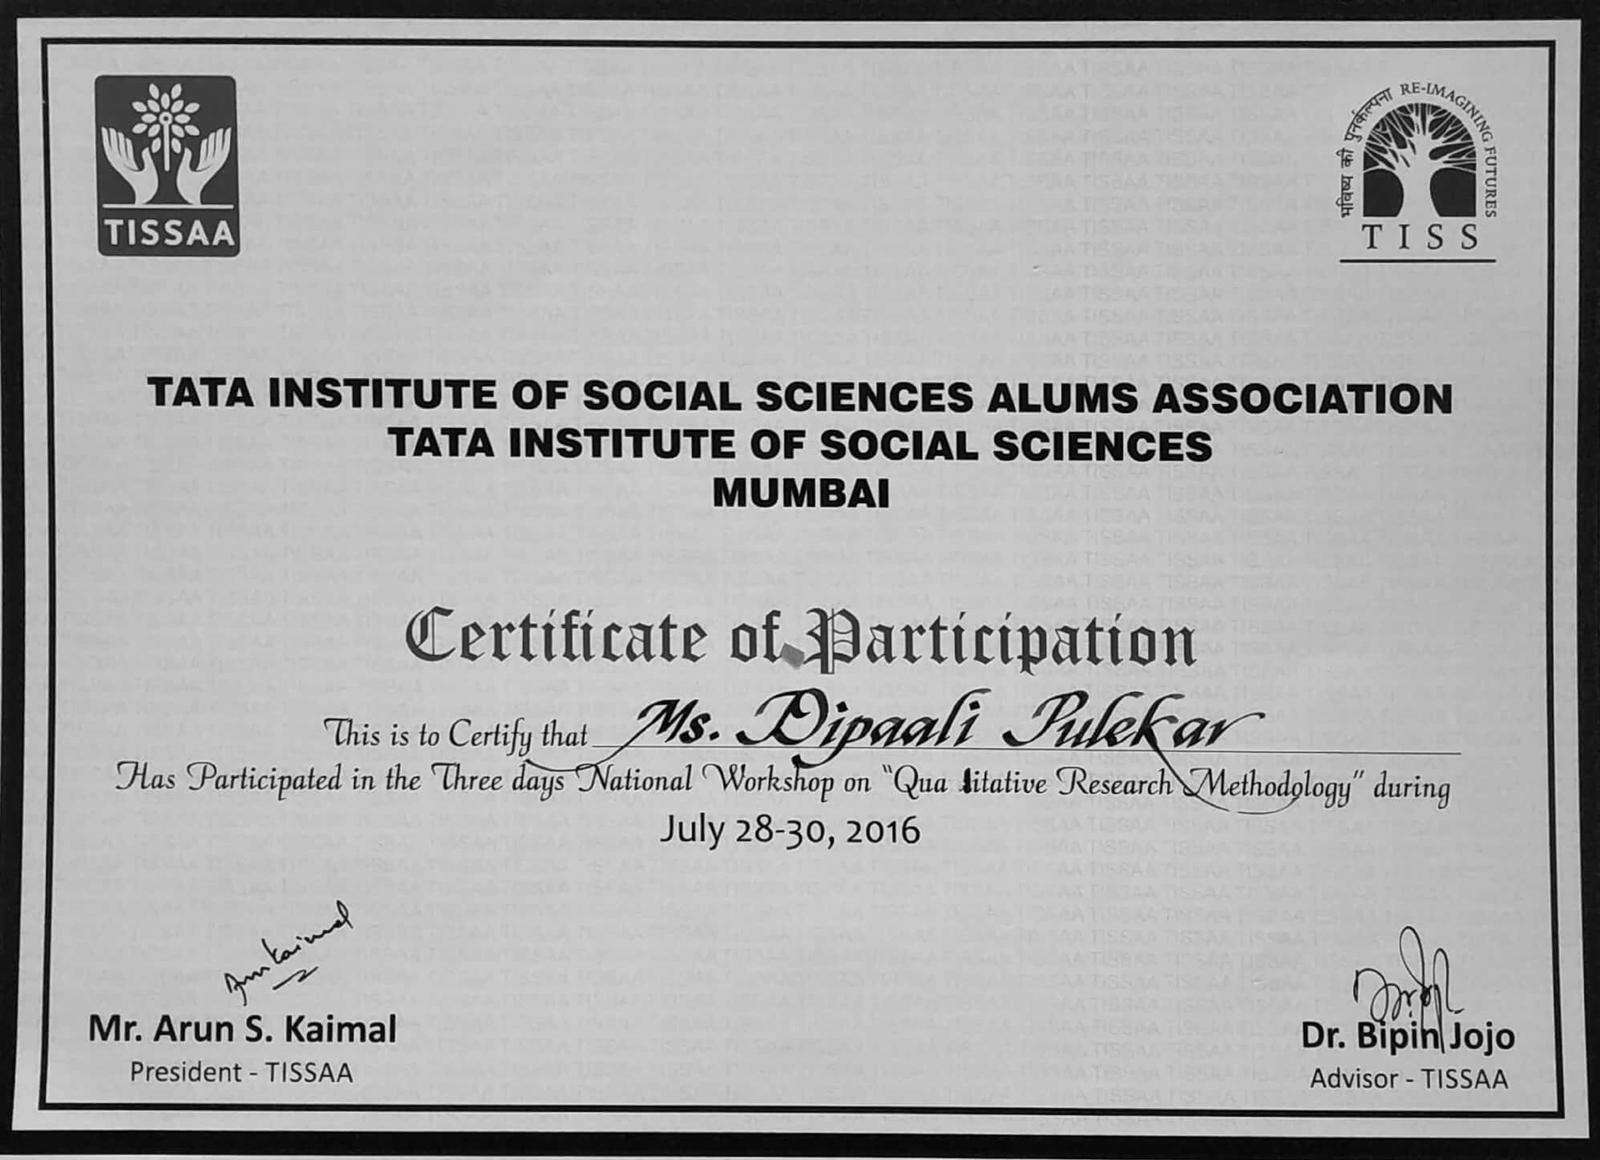 TISSAA
भविष्य की पुनर्कल्पना RE-IMAGINING FUTURES
TISS
TATA INSTITUTE OF SOCIAL SCIENCES ALUMS ASSOCIATION
TATA INSTITUTE OF SOCIAL SCIENCES
MUMBAI
Certificate of Participation
This is to Certify that Ms. Dipaali Pulekar
Has Participated in the Three days National Workshop on "Qua litative Research Methodology" during
July 28-30, 2016
Arun Kaimal
Mr. Arun S. Kaimal
President - TISSAA
Dr. Bipin Jojo
Advisor - TISSAA